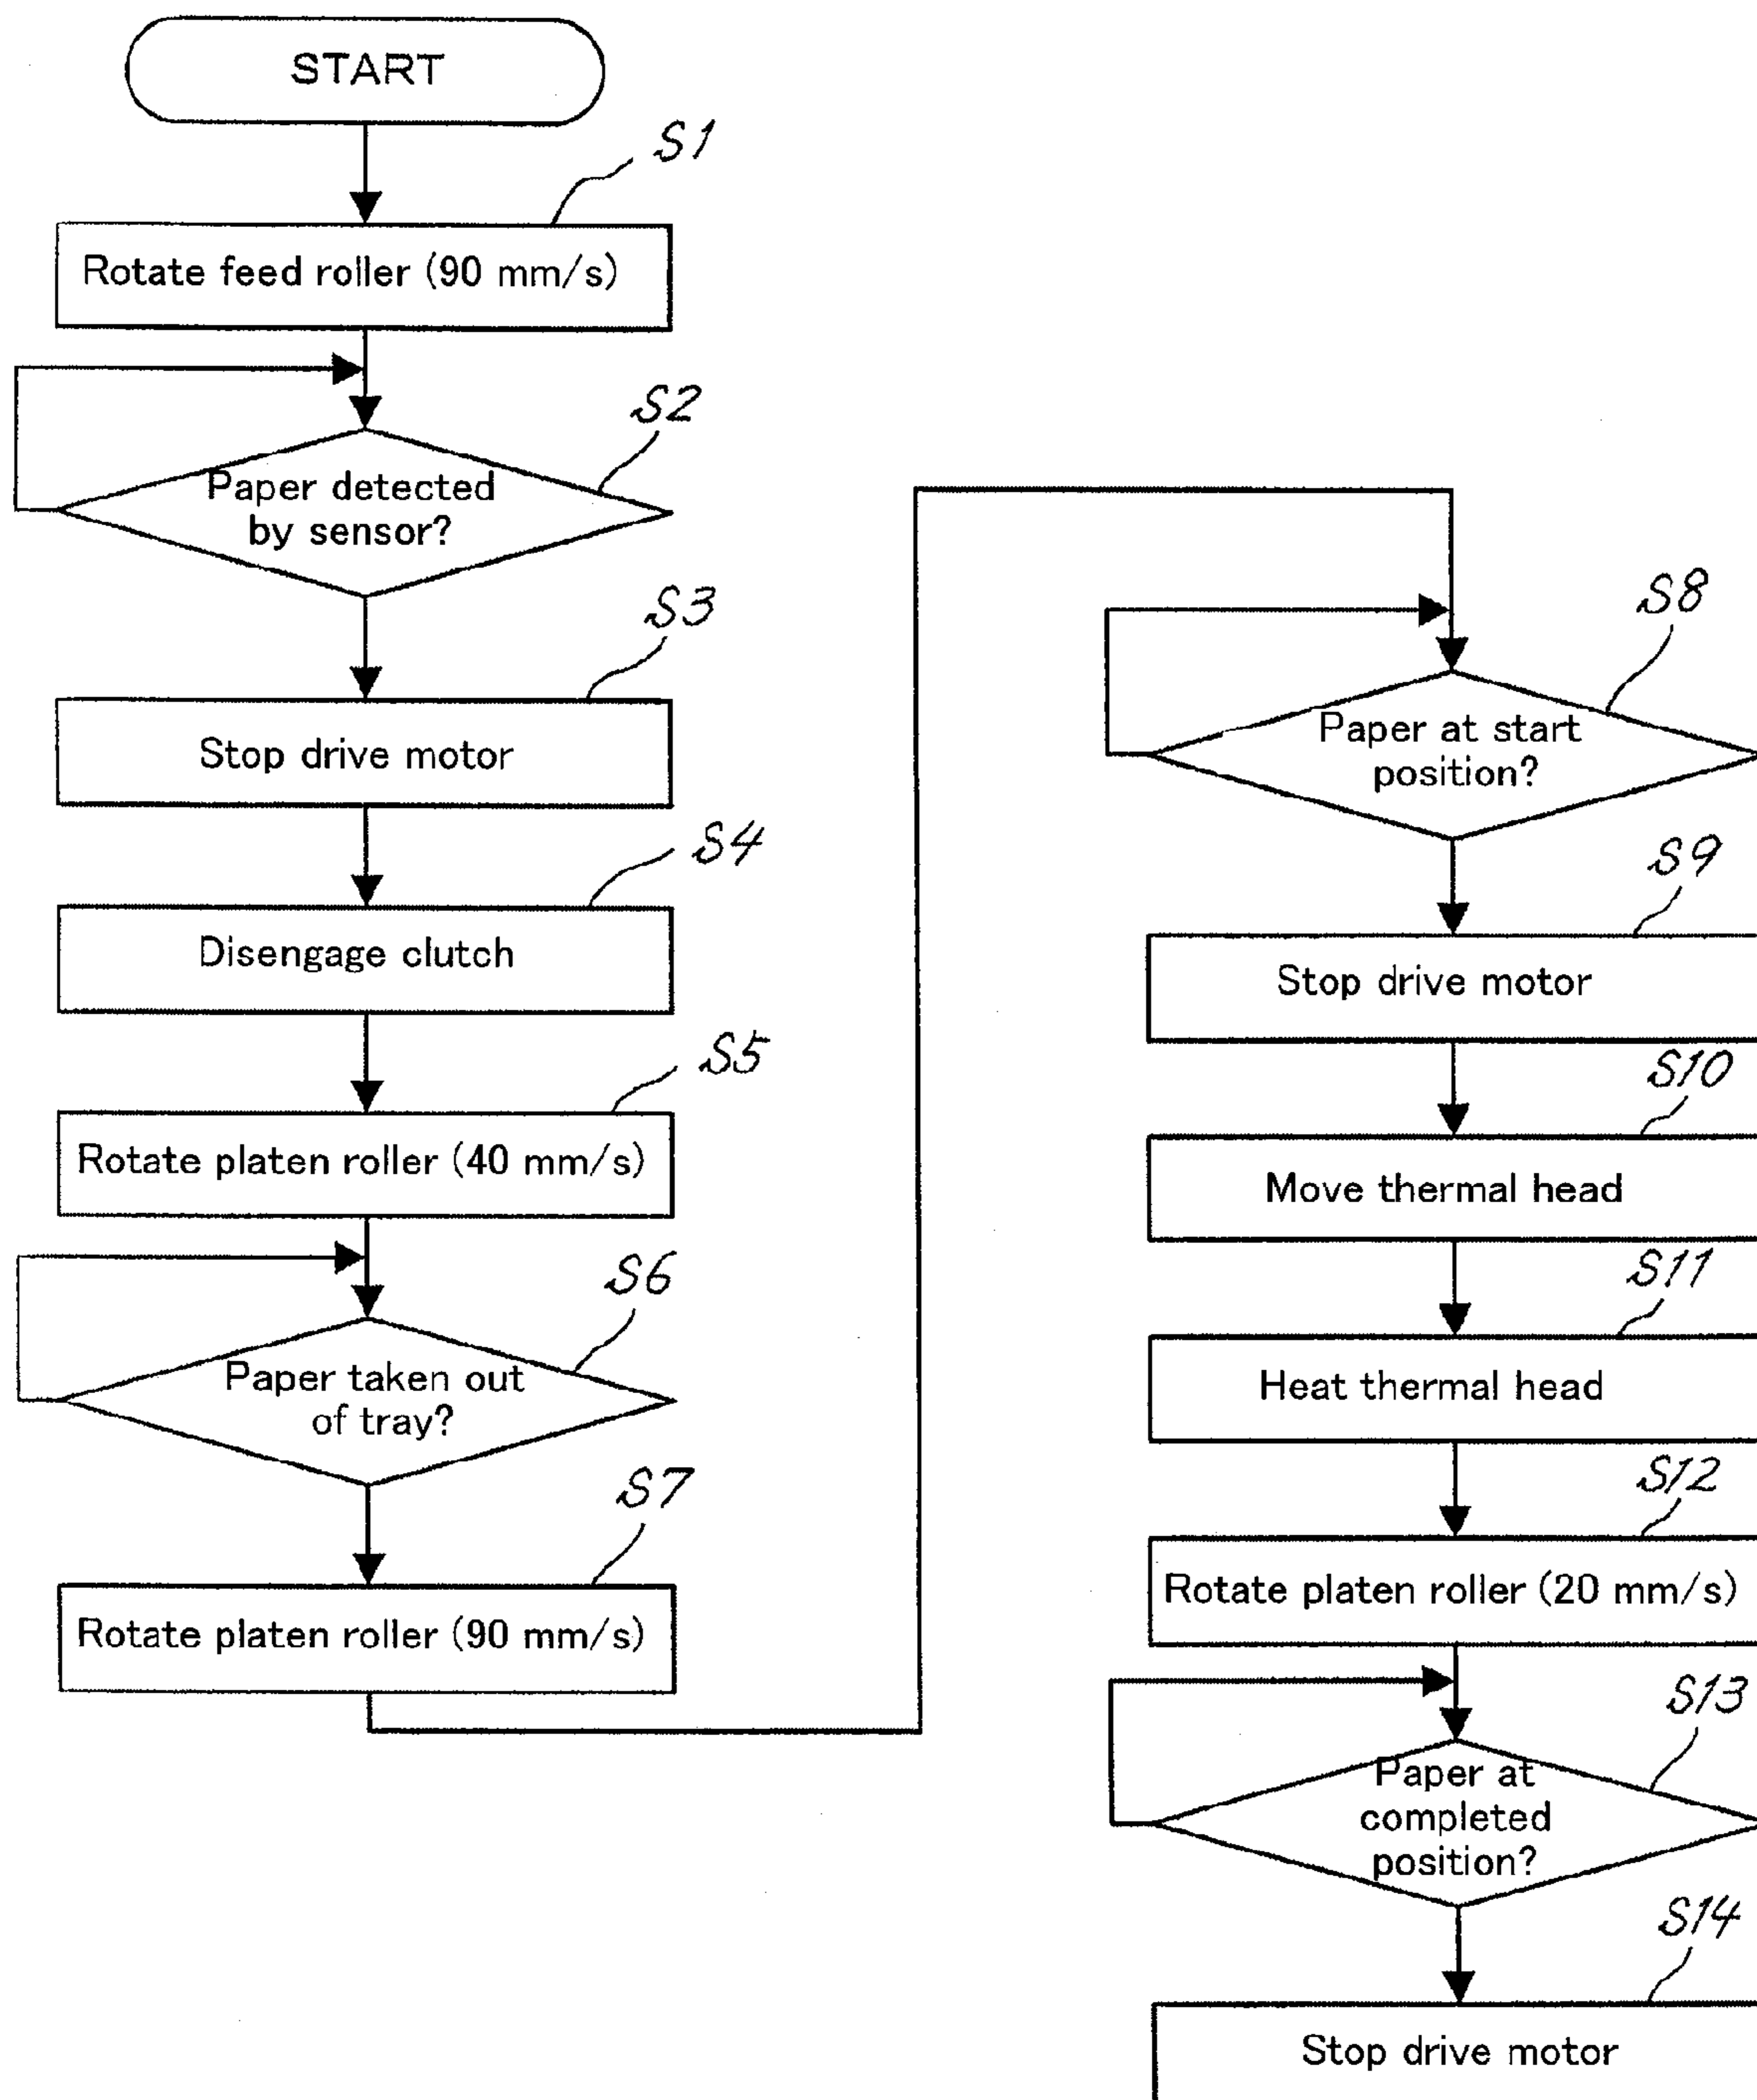 START
S1
Rotate feed roller (90 mm/s)
S2
Paper detected
by sensor?
S3
Stop drive motor
S4
Disengage clutch
S5
Rotate platen roller (40 mm/s)
S6
Paper taken out
of tray?
S7
Rotate platen roller (90 mm/s)
S8
Paper at start
position?
S9
Stop drive motor
S10
Move thermal head
S11
Heat thermal head
S12
Rotate platen roller (20 mm/s)
S13
Paper at
completed
position?
S14
Stop drive motor